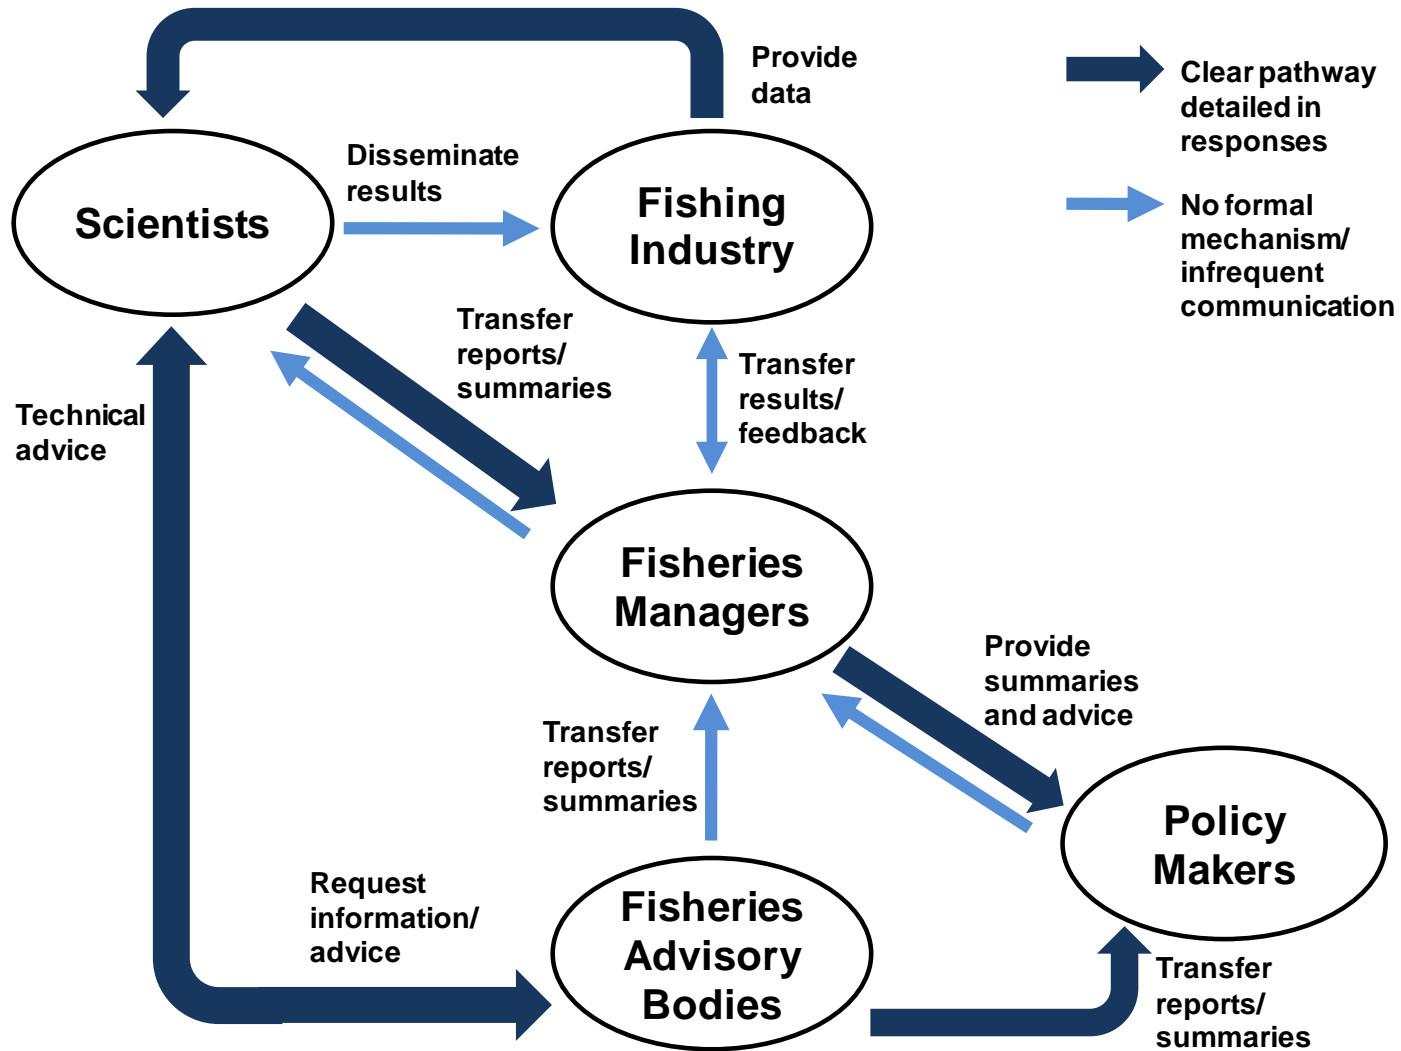 Provide
data
Clear pathway
detailed in
responses
Disseminate
results
Scientists
Fishing
Industry
No formal
mechanism/
infrequent
communication
Transfer
reports/
summaries
Transfer
results/
feedback
Technical
advice
Fisheries
Managers
Provide
summaries
and advice
Transfer
reports/
summaries
Policy
Makers
Request
information/
advice
Fisheries
Advisory
Bodies
Transfer
reports/
summaries